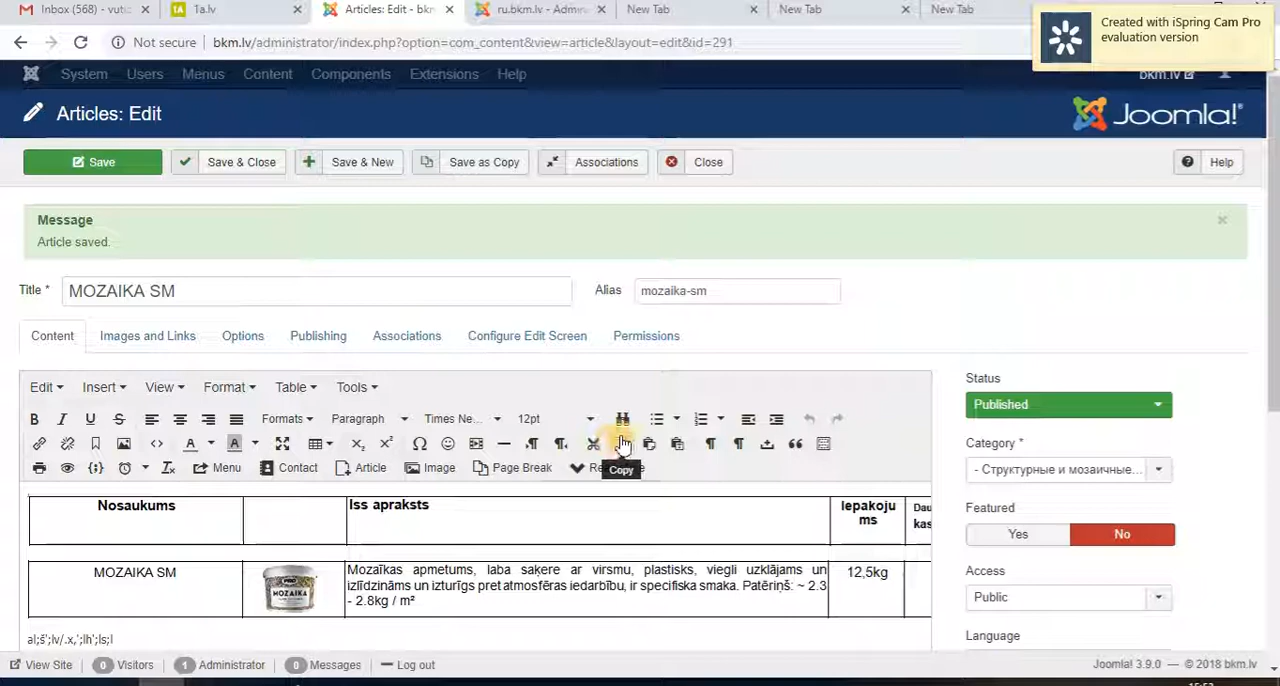 Inbox (568) - vutu
1a.lv
Articles: Edit - bkm
ru.bkm.lv - Admin
New Tab
New Tab
New Tab
Created with iSpring Cam Pro
evaluation version
Not secure
bkm.lv/administrator/index.php?option=com_content&view=article&layout=edit&id=291
System
Users
Menus
Content
Components
Extensions
Help
bkm.lv
Articles: Edit
Joomla!
Save
Save & Close
Save & New
Save as Copy
Associations
Close
Help
Message
Article saved.
Title *
MOZAIKA SM
Alias
mozaika-sm
Content
Images and Links
Options
Publishing
Associations
Configure Edit Screen
Permissions
Edit
Insert
View
Format
Table
Tools
Status
Published
Formats
Paragraph
Times Ne...
12pt
Category *
- Структурные и мозаичные...
Menu
Contact
Article
Image
Page Break
Copy
Nosaukums
Iss apraksts
Iepakoju
ms
Dau
kas
Featured
Yes
No
MOZAIKA SM
MOZAIKA
Mozaīkas apmetums, laba saķere ar virsmu, plastisks, viegli uzklājams un
izlīdzināms un izturīgs pret atmosfēras iedarbību, ir specifiska smaka. Patēriņš: ~ 2.3
- 2.8kg / m²
12,5kg
Access
Public
Language
al;š';lv/.x,';lh';ls;l
View Site
0 Visitors
1 Administrator
0 Messages
Log out
Joomla! 3.9.0 — © 2018 bkm.lv